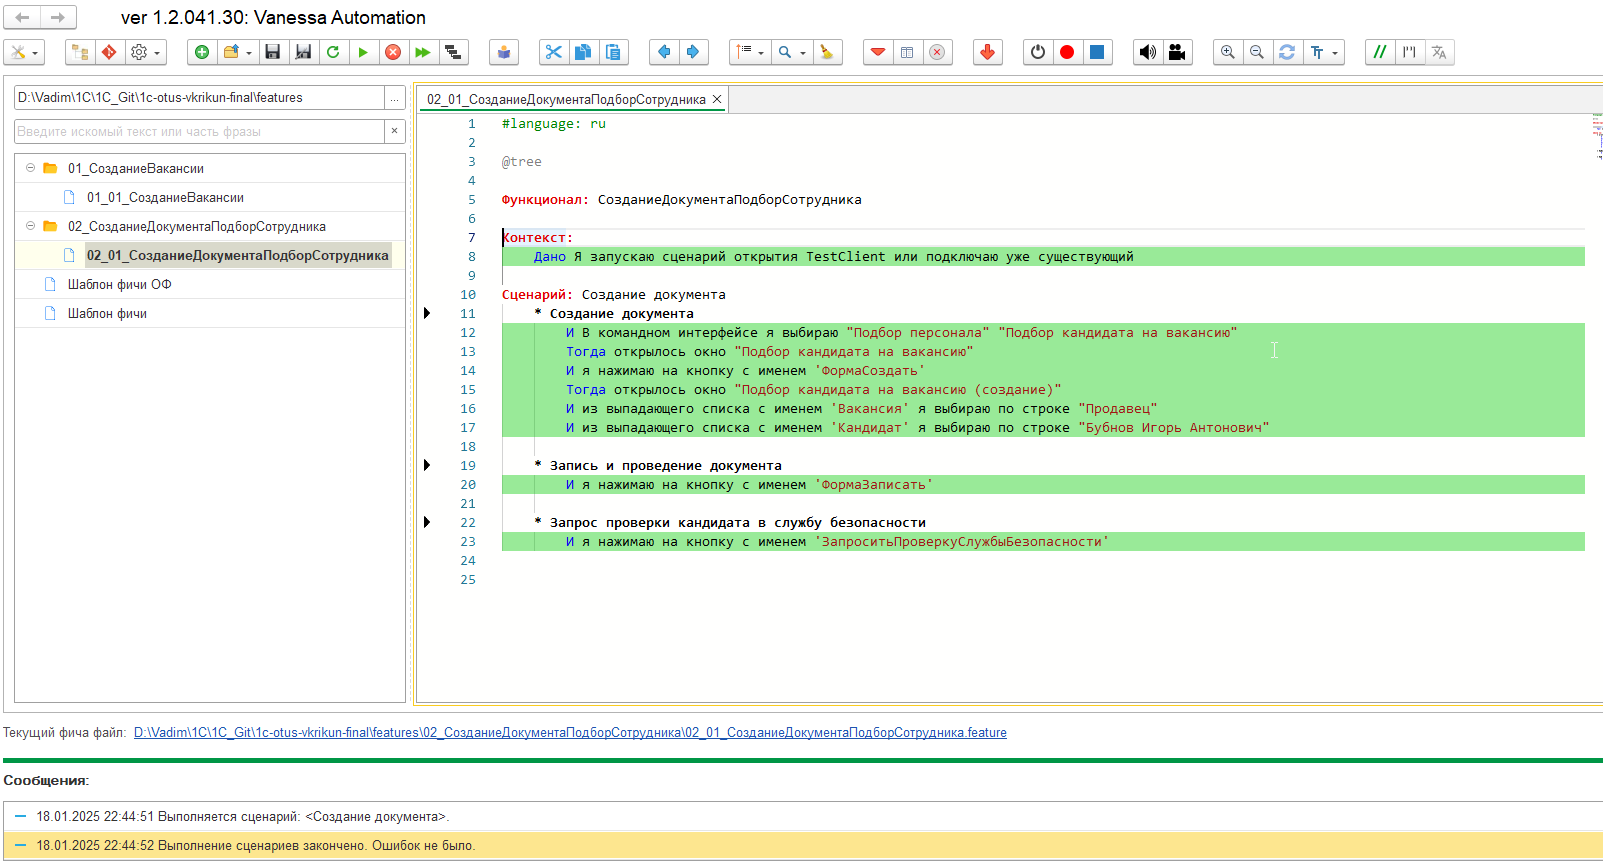 ver 1.2.041.30: Vanessa Automation
D:\Vadim\1C\1C_Git\1c-otus-vkrikun-final\features ...
Введите искомый текст или часть фразы ×
01_СозданиеВакансии
01_01_СозданиеВакансии
02_СозданиеДокументаПодборСотрудника
02_01_СозданиеДокументаПодборСотрудника
Шаблон фичи ОФ
Шаблон фичи
02_01_СозданиеДокументаПодборСотрудника ×
1 #language: ru
2
3 @tree
4
5 Функционал: СозданиеДокументаПодборСотрудника
6
7 Контекст:
8 Дано Я запускаю сценарий открытия TestClient или подключаю уже существующий
9
10 Сценарий: Создание документа
11 * Создание документа
12 И В командном интерфейсе я выбираю "Подбор персонала" "Подбор кандидата на вакансию"
13 Тогда открылось окно "Подбор кандидата на вакансию"
14 И я нажимаю на кнопку с именем 'ФормаСоздать'
15 Тогда открылось окно "Подбор кандидата на вакансию (создание)"
16 И из выпадающего списка с именем 'Вакансия' я выбираю по строке "Продавец"
17 И из выпадающего списка с именем 'Кандидат' я выбираю по строке "Бубнов Игорь Антонович"
18
19 * Запись и проведение документа
20 И я нажимаю на кнопку с именем 'ФормаЗаписать'
21
22 * Запрос проверки кандидата в службу безопасности
23 И я нажимаю на кнопку с именем 'ЗапроситьПроверкуСлужбыБезопасности'
24
25
Текущий фича файл: D:\Vadim\1C\1C_Git\1c-otus-vkrikun-final\features\02_СозданиеДокументаПодборСотрудника\02_01_СозданиеДокументаПодборСотрудника.feature
Сообщения:
18.01.2025 22:44:51 Выполняется сценарий: <Создание документа>.
18.01.2025 22:44:52 Выполнение сценариев закончено. Ошибок не было.